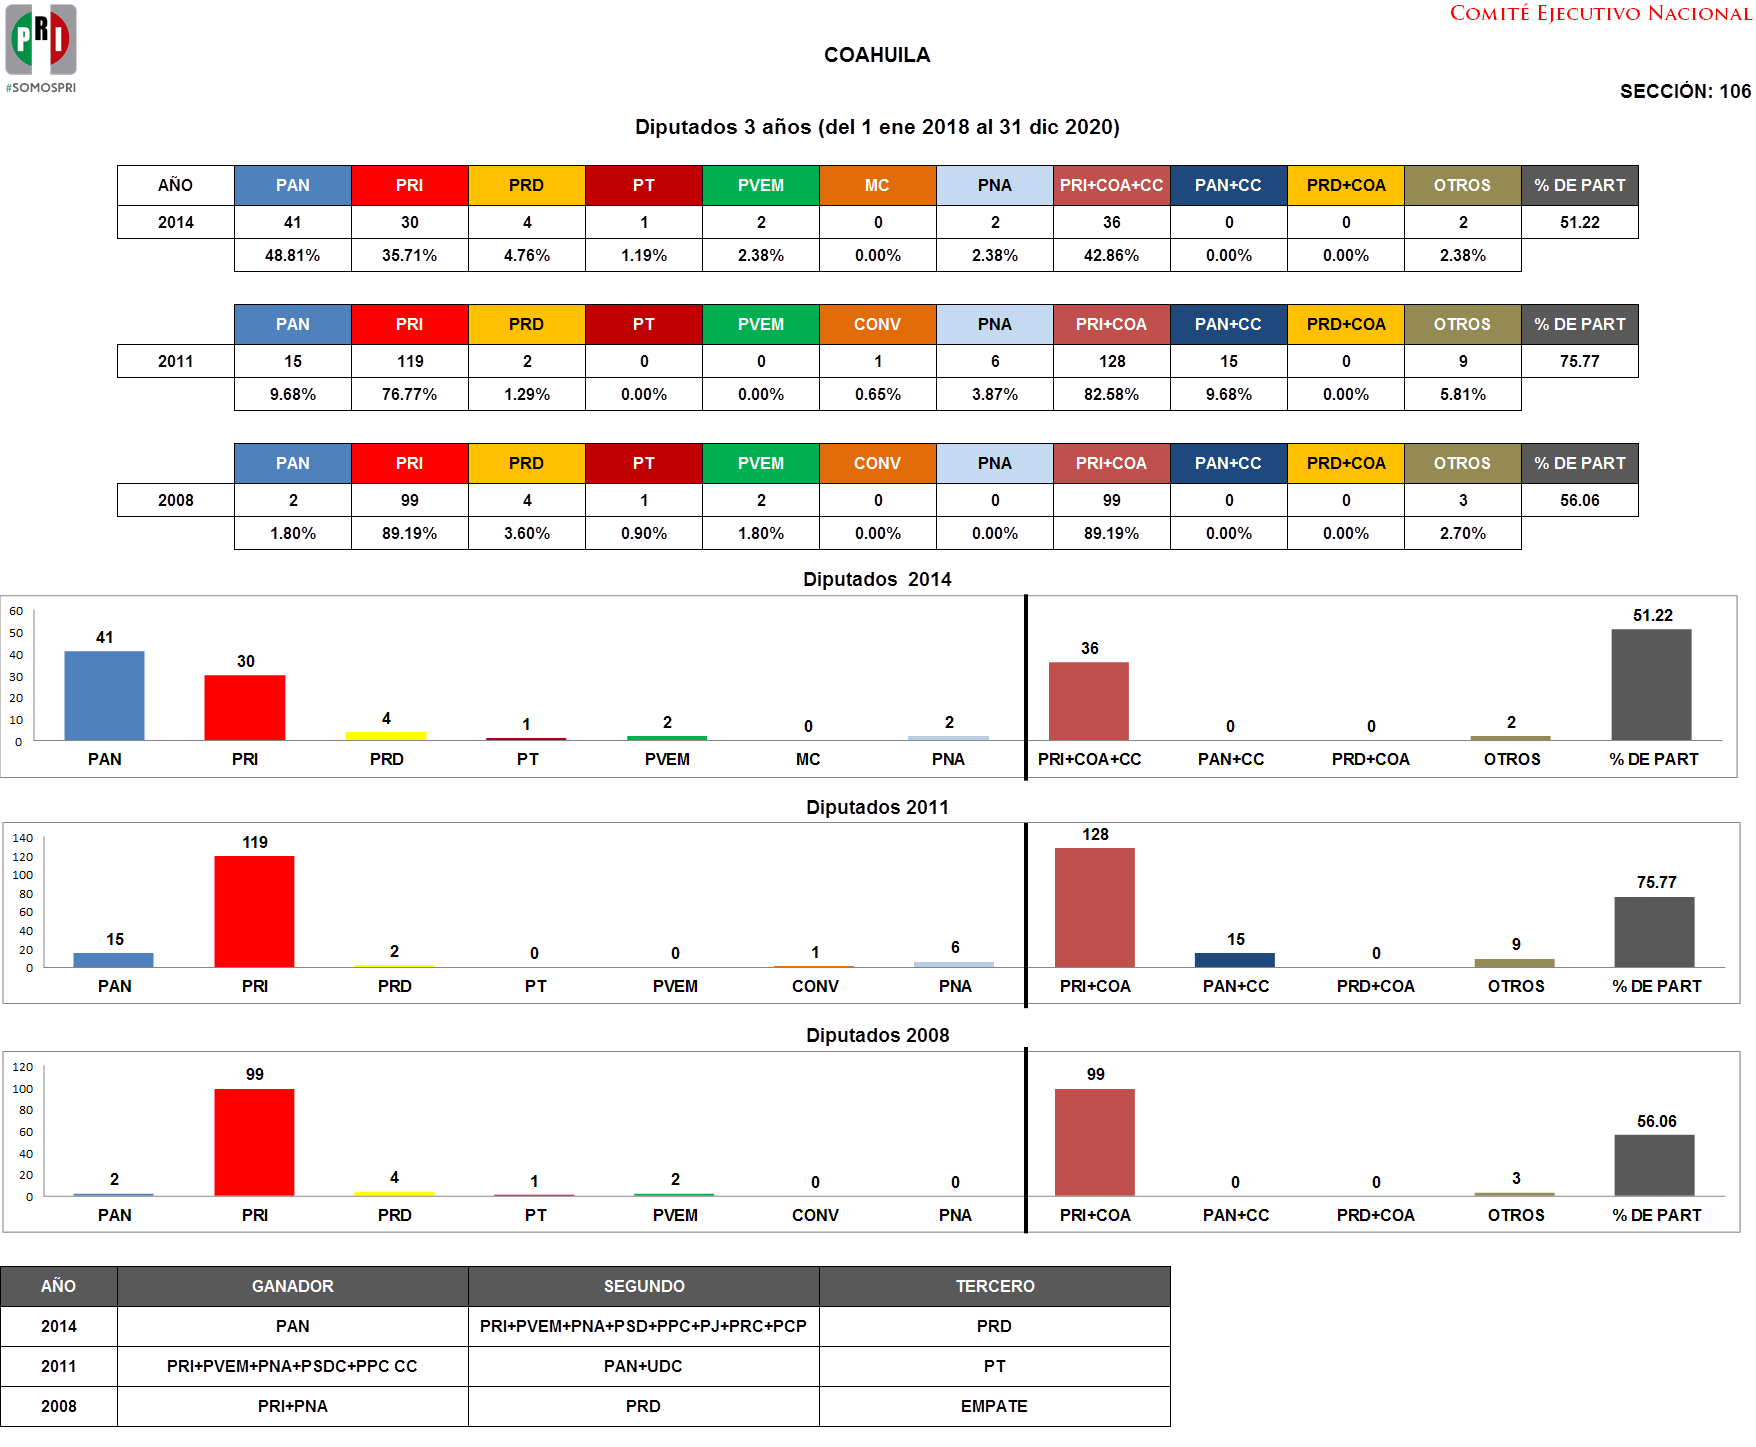 PRI
#SOMOSPRI
COMITÉ EJECUTIVO NACIONAL
COAHUILA
SECCIÓN: 106
Diputados 3 años (del 1 ene 2018 al 31 dic 2020)
AÑO PAN PRI PRD PT PVEM MC PNA PRI+COA+CC PAN+CC PRD+COA OTROS % DE PART
2014 41 30 4 1 2 0 2 36 0 0 2 51.22
48.81% 35.71% 4.76% 1.19% 2.38% 0.00% 2.38% 42.86% 0.00% 0.00% 2.38%
PAN PRI PRD PT PVEM CONV PNA PRI+COA PAN+CC PRD+COA OTROS % DE PART
2011 15 119 2 0 0 1 6 128 15 0 9 75.77
9.68% 76.77% 1.29% 0.00% 0.00% 0.65% 3.87% 82.58% 9.68% 0.00% 5.81%
PAN PRI PRD PT PVEM CONV PNA PRI+COA PAN+CC PRD+COA OTROS % DE PART
2008 2 99 4 1 2 0 0 99 0 0 3 56.06
1.80% 89.19% 3.60% 0.90% 1.80% 0.00% 0.00% 89.19% 0.00% 0.00% 2.70%
Diputados 2014
60
50
40
30
20
10
0
41 30 4 1 2 0 2 36 0 0 2 51.22
PAN PRI PRD PT PVEM MC PNA PRI+COA+CC PAN+CC PRD+COA OTROS % DE PART
Diputados 2011
140
120
100
80
60
40
20
0
15 119 2 0 0 1 6 128 15 0 9 75.77
PAN PRI PRD PT PVEM CONV PNA PRI+COA PAN+CC PRD+COA OTROS % DE PART
Diputados 2008
120
100
80
60
40
20
0
2 99 4 1 2 0 0 99 0 0 3 56.06
PAN PRI PRD PT PVEM CONV PNA PRI+COA PAN+CC PRD+COA OTROS % DE PART
AÑO GANADOR SEGUNDO TERCERO
2014 PAN PRI+PVEM+PNA+PSD+PPC+PJ+PRC+PCP PRD
2011 PRI+PVEM+PNA+PSDC+PPC CC PAN+UDC PT
2008 PRI+PNA PRD EMPATE